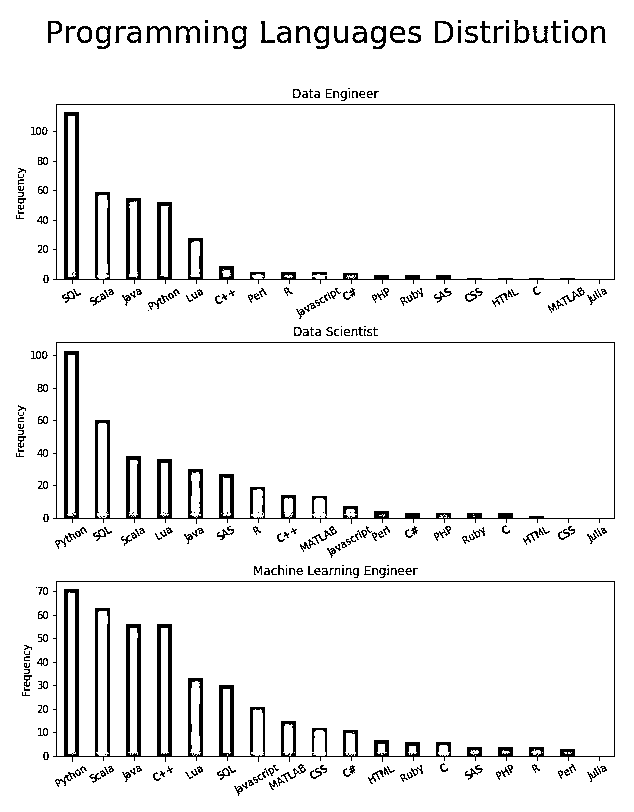 Programming Languages Distribution
Data Engineer
Frequency
100
80
60
40
20
0
SQL Scala Java Python Lua C++ Perl R Javascript C# PHP Ruby SAS CSS HTML C MATLAB Julia
Data Scientist
Frequency
100
80
60
40
20
0
Python SQL Scala Lua Java SAS R C++ MATLAB Javascript Perl C# PHP Ruby C HTML CSS Julia
Machine Learning Engineer
Frequency
70
60
50
40
30
20
10
0
Python Scala Java C++ Lua SQL Javascript MATLAB CSS C# HTML Ruby C SAS PHP R Perl Julia